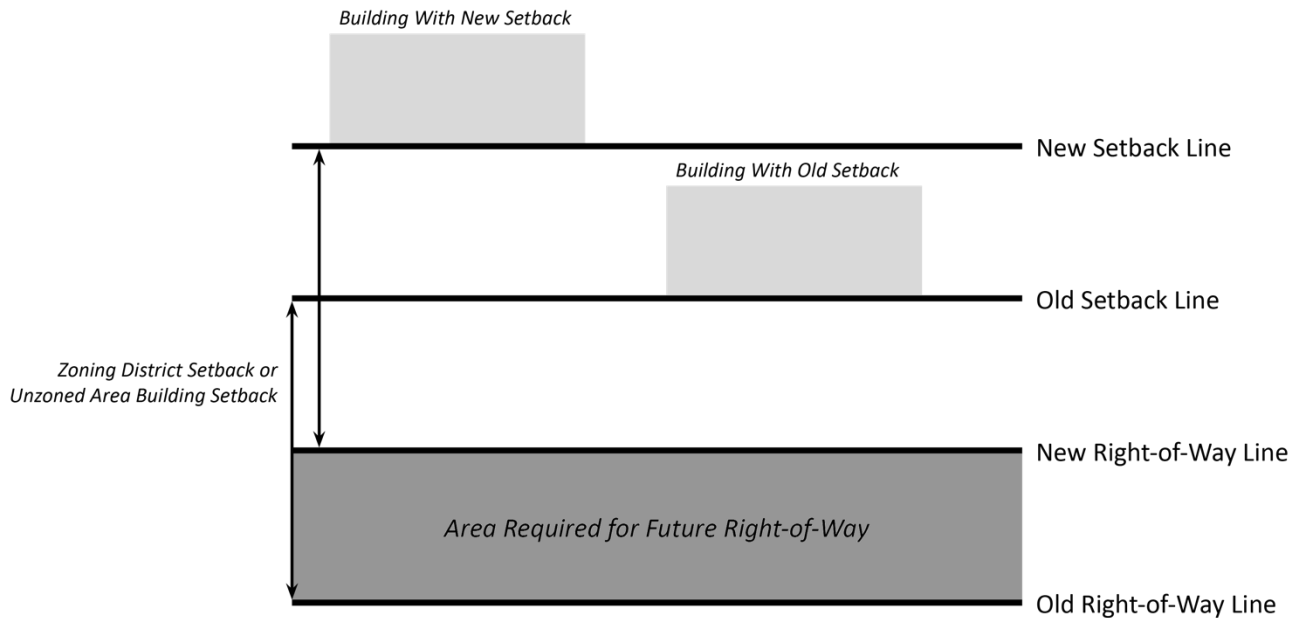 Building With New Setback
New Setback Line
Building With Old Setback
Old Setback Line
Zoning District Setback or
Unzoned Area Building Setback
New Right-of-Way Line
Area Required for Future Right-of-Way
Old Right-of-Way Line